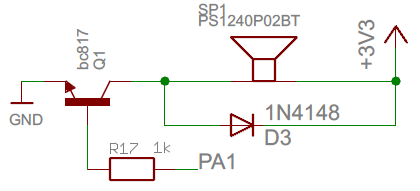 SP1
PS1240P02BT
bc817
Q1
+3V3
GND
1N4148
D3
R17 1k
PA1